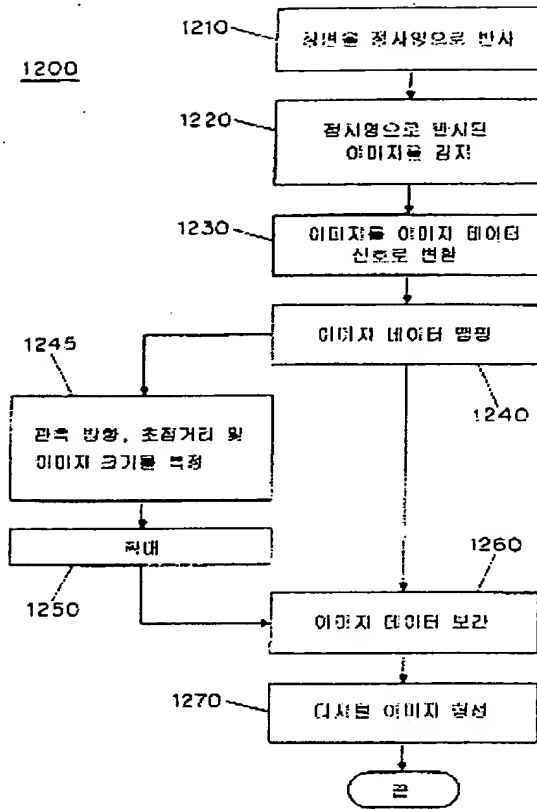 1200
1210
장면을 정사영으로 반사
1220
정사영으로 반사된
이미지를 감지
1230
이미지를 이미지 데이터
신호로 변환
이미지 데이터 맵핑
1240
1245
관측 방향, 초점거리 및
이미지 크기를 측정
확대
1250
1260
이미지 데이터 보간
1270
디지털 이미지 형성
끝